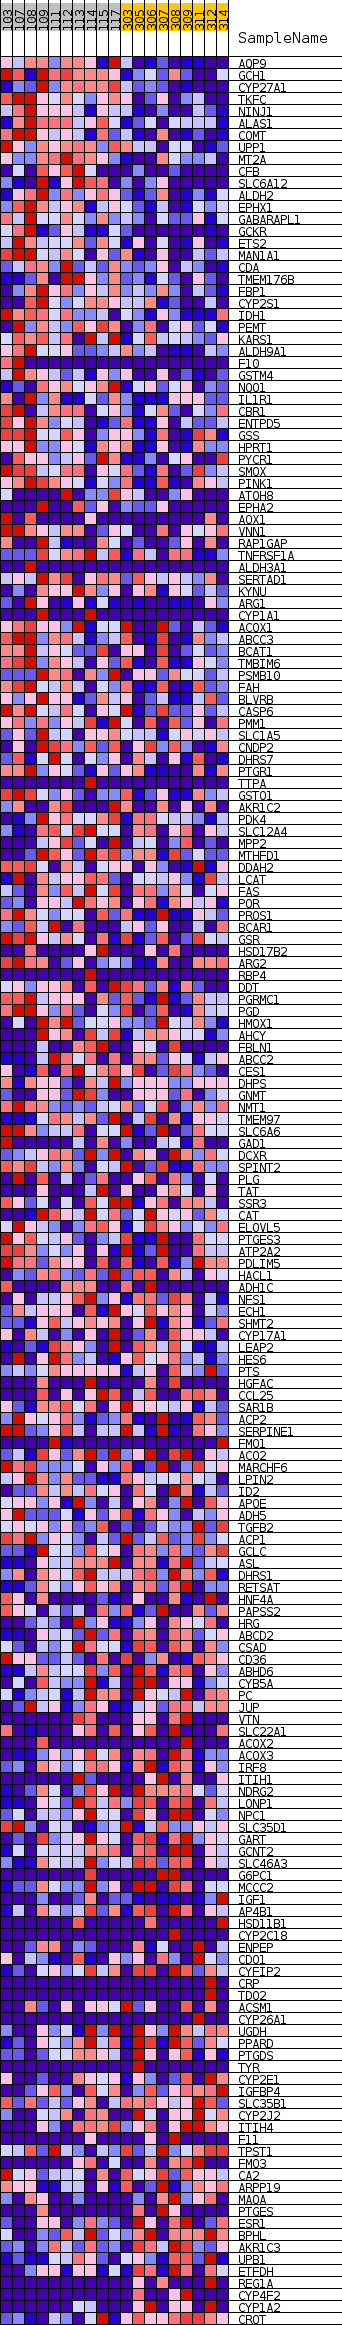 103 107 108 109 111 112 113 114 115 117 303 305 306 307 308 309 311 312 314
SampleName
AQP9
GCH1
CYP27A1
TKFC
NINJ1
ALAS1
COMT
UPP1
MT2A
CFB
SLC6A12
ALDH2
EPHX1
GABARAPL1
GCKR
ETS2
MAN1A1
CDA
TMEM176B
FBP1
CYP2S1
IDH1
PEMT
KARS1
ALDH9A1
F10
GSTM4
NQO1
IL1R1
CBR1
ENTPD5
GSS
HPRT1
PYCR1
SMOX
PINK1
ATOH8
EPHA2
AOX1
VNN1
RAP1GAP
TNFRSF1A
ALDH3A1
SERTAD1
KYNU
ARG1
CYP1A1
ACOX1
ABCC3
BCAT1
TMBIM6
PSMB10
FAH
BLVRB
CASP6
PMM1
SLC1A5
CNDP2
DHRS7
PTGR1
TTPA
GSTO1
AKR1C2
PDK4
SLC12A4
MPP2
MTHFD1
DDAH2
LCAT
FAS
POR
PROS1
BCAR1
GSR
HSD17B2
ARG2
RBP4
DDT
PGRMC1
PGD
HMOX1
AHCY
FBLN1
ABCC2
CES1
DHPS
GNMT
NMT1
TMEM97
SLC6A6
GAD1
DCXR
SPINT2
PLG
TAT
SSR3
CAT
ELOVL5
PTGES3
ATP2A2
PDLIM5
HACL1
ADH1C
NFS1
ECH1
SHMT2
CYP17A1
LEAP2
HES6
PTS
HGFAC
CCL25
SAR1B
ACP2
SERPINE1
FMO1
ACO2
MARCHF6
LPIN2
ID2
APOE
ADH5
TGFB2
ACP1
GCLC
ASL
DHRS1
RETSAT
HNF4A
PAPSS2
HRG
ABCD2
CSAD
CD36
ABHD6
CYB5A
PC
JUP
VTN
SLC22A1
ACOX2
ACOX3
IRF8
ITIH1
NDRG2
LONP1
NPC1
SLC35D1
GART
GCNT2
SLC46A3
G6PC1
MCCC2
IGF1
AP4B1
HSD11B1
CYP2C18
ENPEP
CDO1
CYFIP2
CRP
TDO2
ACSM1
CYP26A1
UGDH
PPARD
PTGDS
TYR
CYP2E1
IGFBP4
SLC35B1
CYP2J2
ITIH4
F11
TPST1
FMO3
CA2
ARPP19
MAOA
PTGES
ESR1
BPHL
AKR1C3
UPB1
ETFDH
REG1A
CYP4F2
CYP1A2
CROT